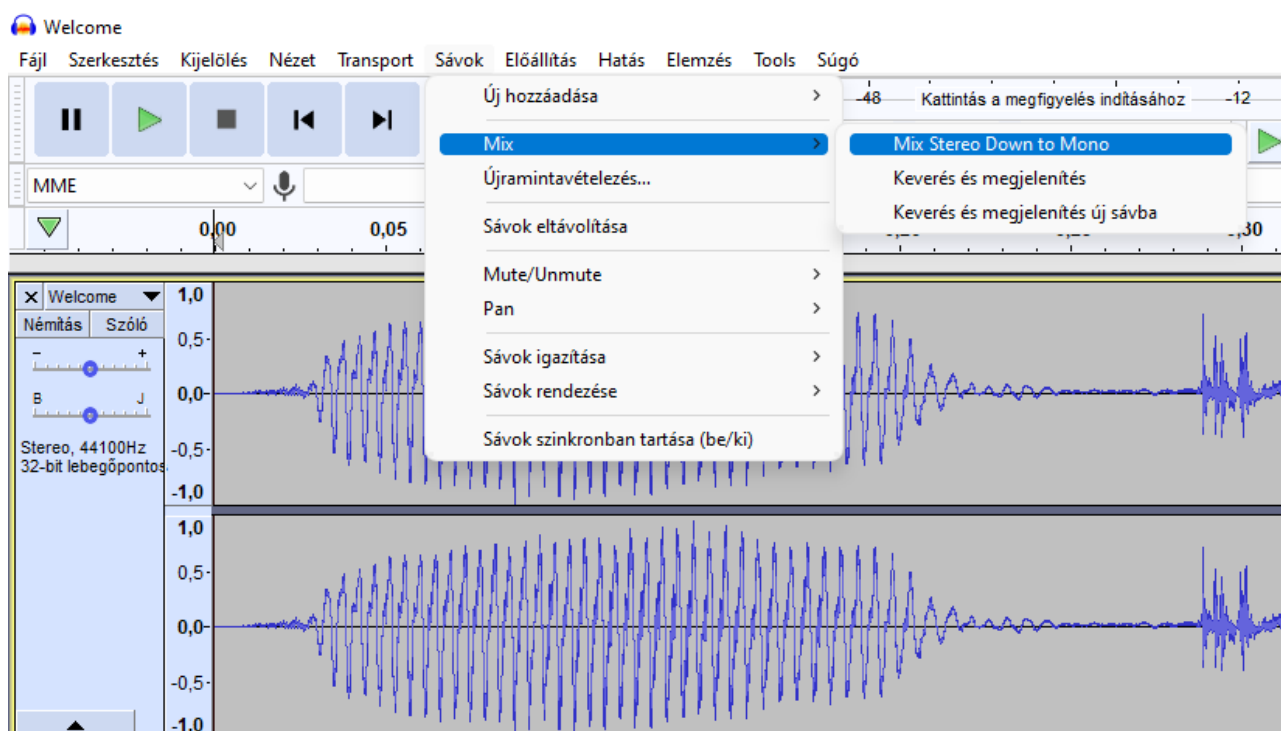 Welcome
Fájl Szerkesztés Kijelölés Nézet Transport Sávok Előállítás Hatás Elemzés Tools Súgó
Új hozzáadása
-48 Kattintás a megfigyelés indításához -12
Mix
Mix Stereo Down to Mono
MME
Újramintavételezés...
Keverés és megjelenítés
Keverés és megjelenítés új sávba
0,00 0,05
Sávok eltávolítása
Mute/Unmute
Pan
Sávok igazítása
Sávok rendezése
Sávok szinkronban tartása (be/ki)
Welcome
Némítás Szóló
- +
B J
Stereo, 44100Hz
32-bit lebegőpontos
1,0
0,5
0,0
-0,5
-1,0
1,0
0,5
0,0
-0,5
-1,0